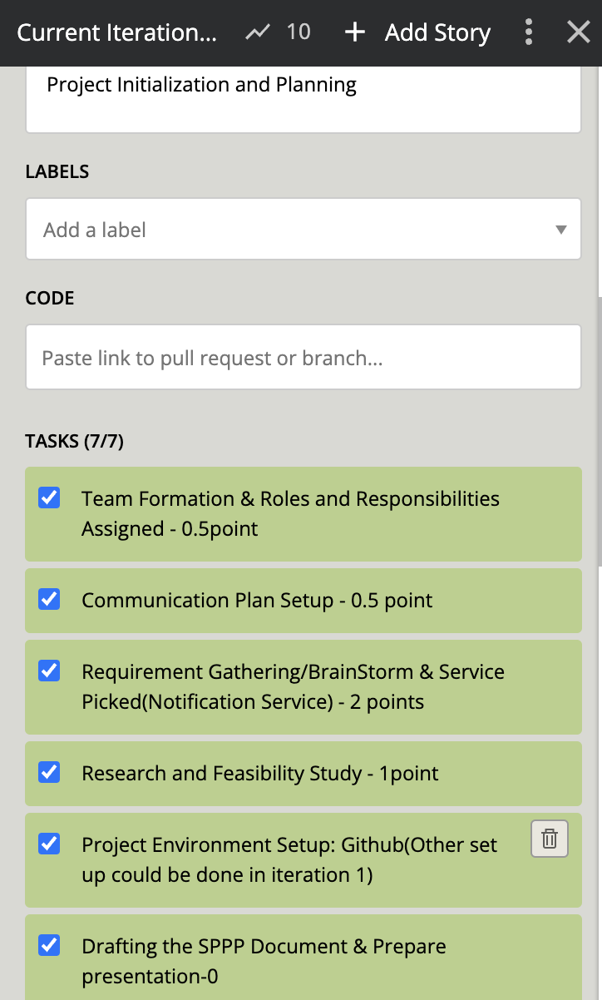 Current Iteration... 10 + Add Story
Project Initialization and Planning
LABELS
Add a label
CODE
Paste link to pull request or branch...
TASKS (7/7)
Team Formation & Roles and Responsibilities
Assigned - 0.5point
Communication Plan Setup - 0.5 point
Requirement Gathering/BrainStorm & Service
Picked(Notification Service) - 2 points
Research and Feasibility Study - 1point
Project Environment Setup: Github(Other set
up could be done in iteration 1)
Drafting the SPPP Document & Prepare
presentation-0